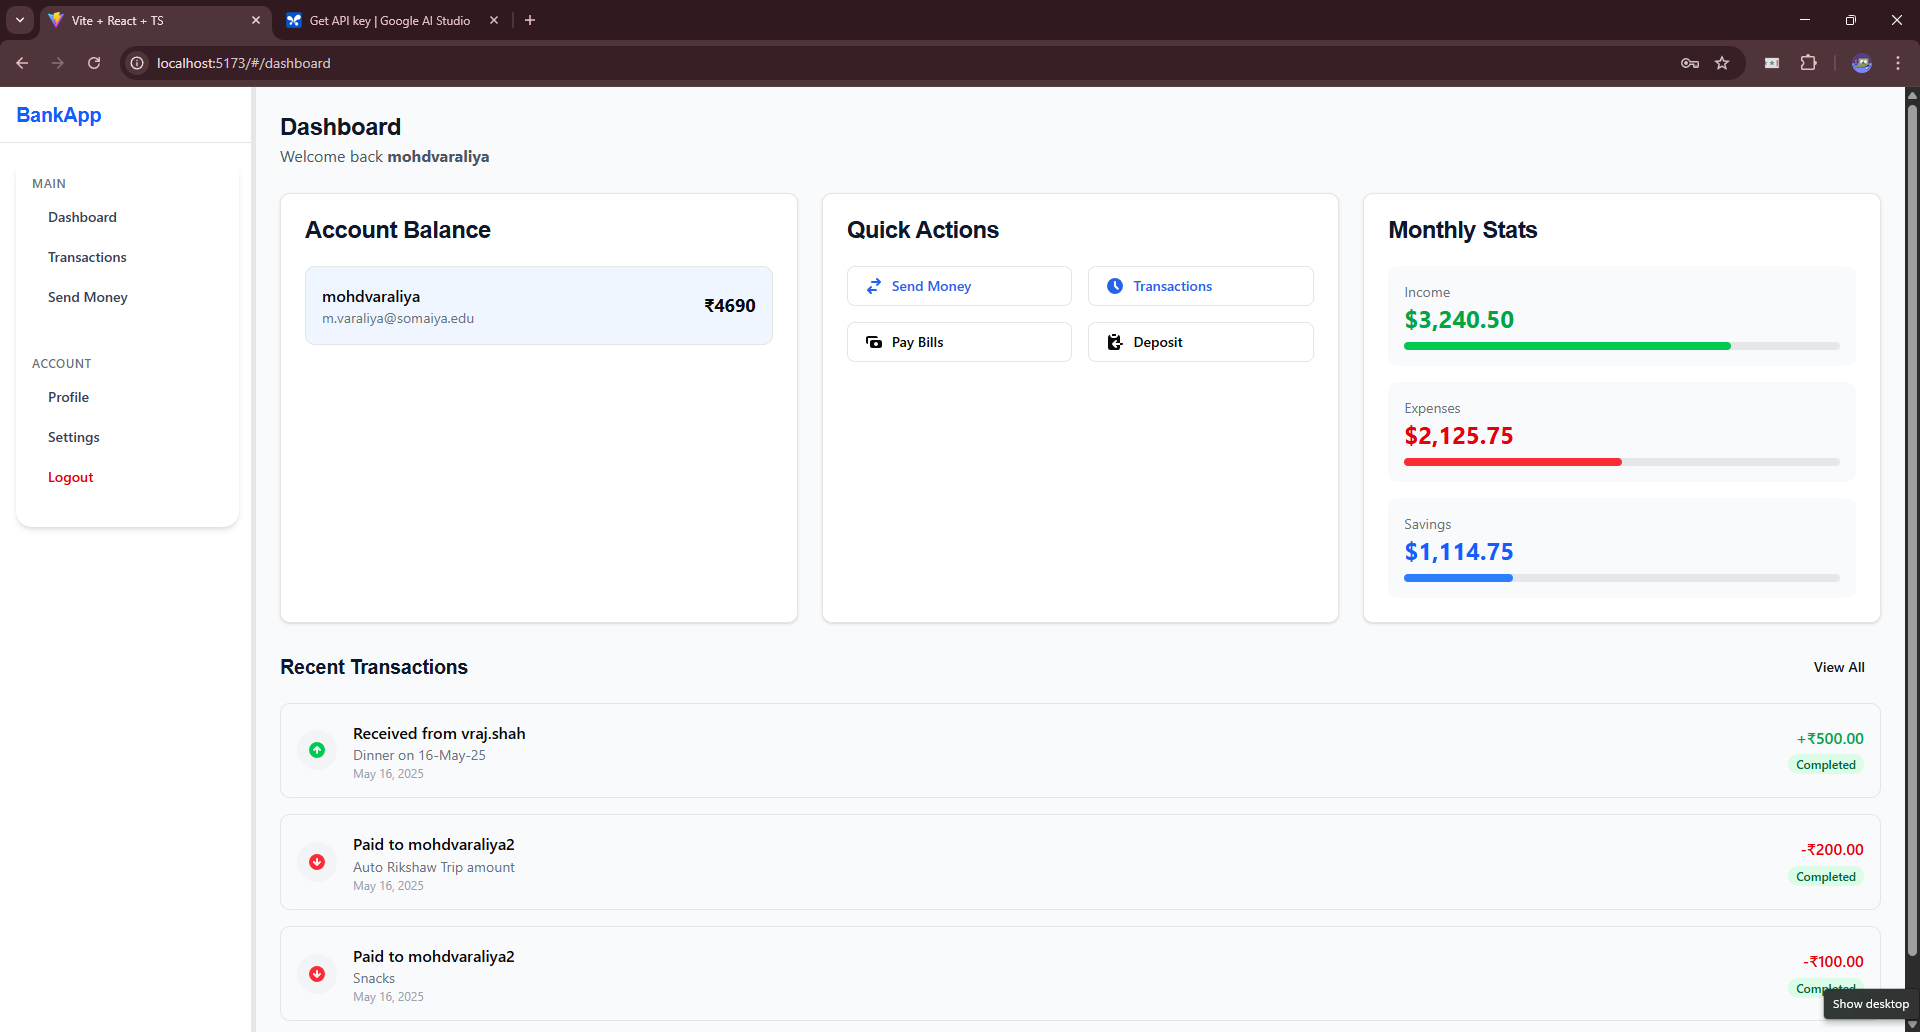 Vite + React + TS
Get API key | Google AI Studio
localhost:5173/#/dashboard
BankApp
MAIN
Dashboard
Transactions
Send Money
ACCOUNT
Profile
Settings
Logout
Dashboard
Welcome back mohdvaraliya
Account Balance
mohdvaraliya
m.varaliya@somaiya.edu
₹4690
Quick Actions
Send Money
Transactions
Pay Bills
Deposit
Monthly Stats
Income
$3,240.50
Expenses
$2,125.75
Savings
$1,114.75
Recent Transactions
View All
Received from vraj.shah
Dinner on 16-May-25
May 16, 2025
+₹500.00
Completed
Paid to mohdvaraliya2
Auto Rikshaw Trip amount
May 16, 2025
-₹200.00
Completed
Paid to mohdvaraliya2
Snacks
May 16, 2025
-₹100.00
Completed
Show desktop